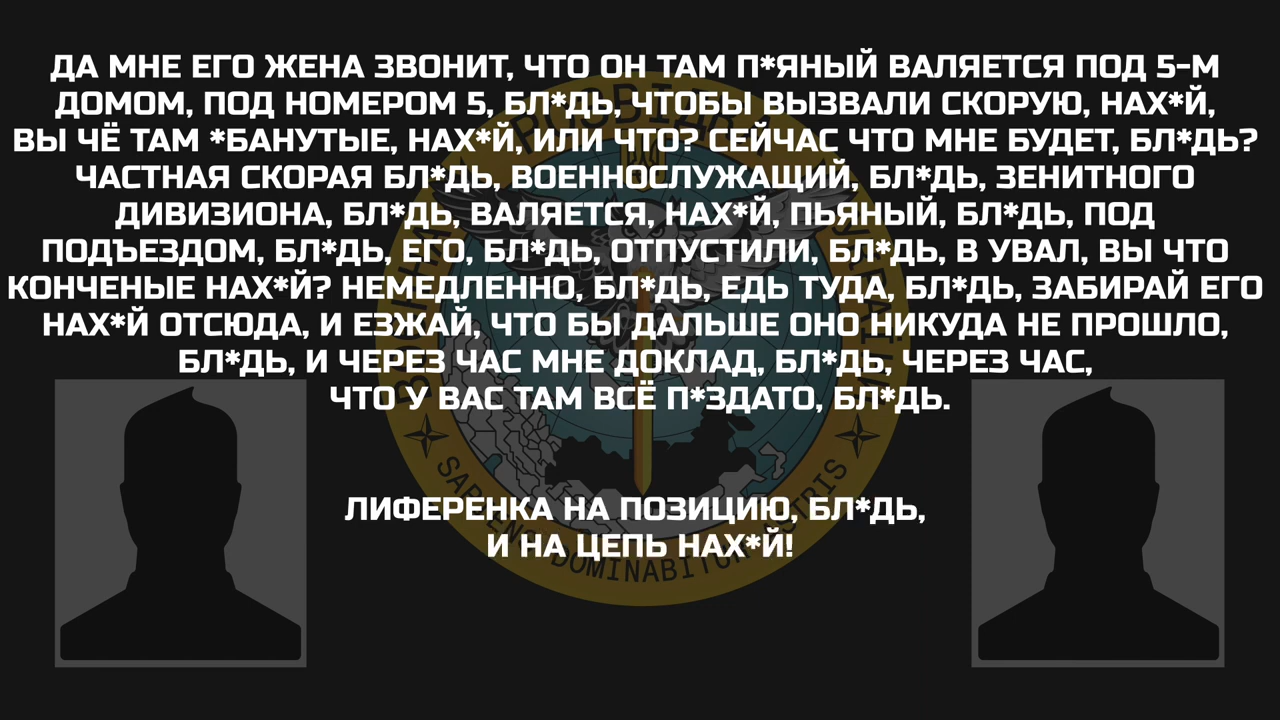 ДА МНЕ ЕГО ЖЕНА ЗВОНИТ, ЧТО ОН ТАМ П*ЯНЫЙ ВАЛЯЕТСЯ ПОД 5-М
ДОМОМ, ПОД НОМЕРОМ 5, БЛ*ДЬ, ЧТОБЫ ВЫЗВАЛИ СКОРУЮ, НАХ*Й,
ВЫ ЧЁ ТАМ *БАНУТЫЕ, НАХ*Й, ИЛИ ЧТО? СЕЙЧАС ЧТО МНЕ БУДЕТ, БЛ*ДЬ?
ЧАСТНАЯ СКОРАЯ БЛ*ДЬ, ВОЕННОСЛУЖАЩИЙ, БЛ*ДЬ, ЗЕНИТНОГО
ДИВИЗИОНА, БЛ*ДЬ, ВАЛЯЕТСЯ, НАХ*Й, ПЬЯНЫЙ, БЛ*ДЬ, ПОД
ПОДЪЕЗДОМ, БЛ*ДЬ, ЕГО, БЛ*ДЬ, ОТПУСТИЛИ, БЛ*ДЬ, В УВАЛ, ВЫ ЧТО
КОНЧЕНЫЕ НАХ*Й? НЕМЕДЛЕННО, БЛ*ДЬ, ЕДЬ ТУДА, БЛ*ДЬ, ЗАБИРАЙ ЕГО
НАХ*Й ОТСЮДА, И ЕЗЖАЙ, ЧТО БЫ ДАЛЬШЕ ОНО НИКУДА НЕ ПРОШЛО,
БЛ*ДЬ, И ЧЕРЕЗ ЧАС МНЕ ДОКЛАД, БЛ*ДЬ, ЧЕРЕЗ ЧАС,
ЧТО У ВАС ТАМ ВСЁ П*ЗДАТО, БЛ*ДЬ.
ЛИФЕРЕНКА НА ПОЗИЦИЮ, БЛ*ДЬ,
И НА ЦЕПЬ НАХ*Й!